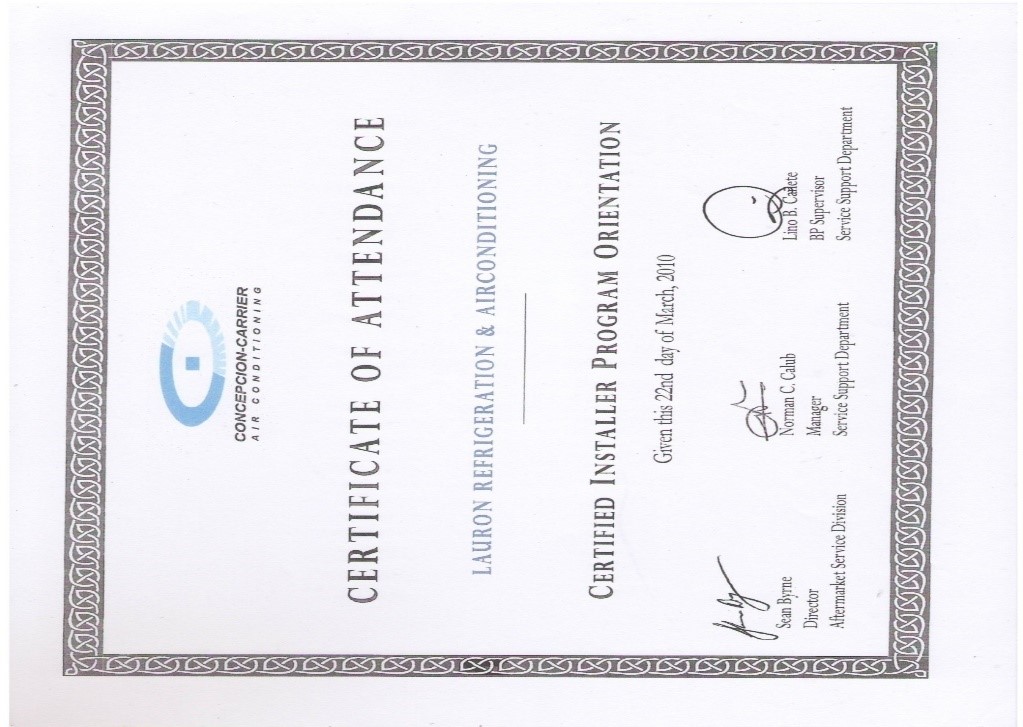 CONCEPCION-CARRIER
AIR CONDITIONING
CERTIFICATE OF ATTENDANCE
LAURON REFRIGERATION & AIRCONDITIONING
CERTIFIED INSTALLER PROGRAM ORIENTATION
Given this 22nd day of March, 2010
Sean Byrne
Director
Aftermarket Service Division
Norman C. Calub
Manager
Service Support Department
Lino B. Cañete
BP Supervisor
Service Support Department